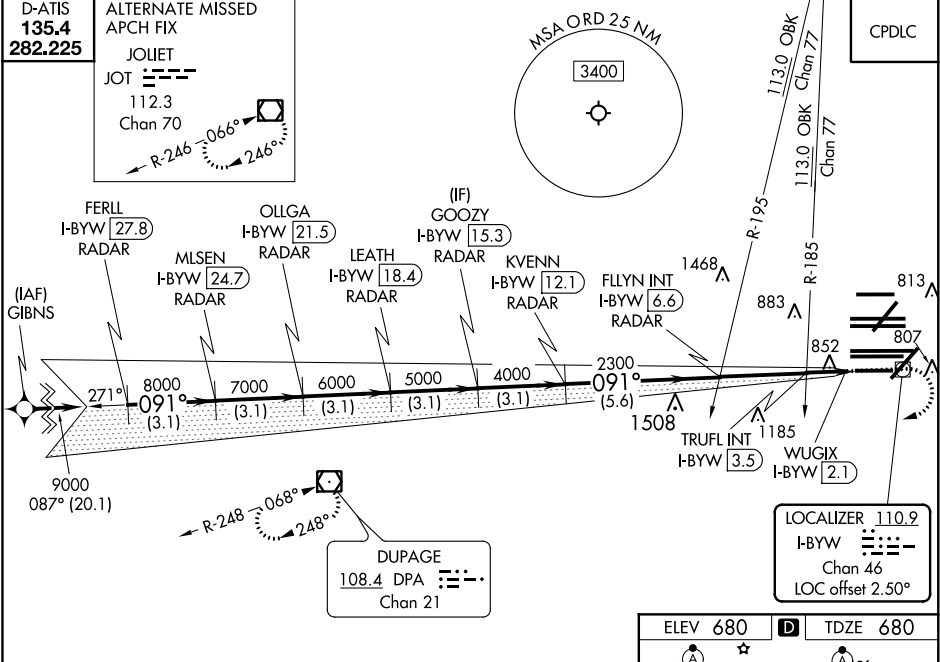 D-ATIS
135.4
282.225
ALTERNATE MISSED
APCH FIX
JOLIET
JOT
112.3
Chan 70
R-246
066°
246°
MSA ORD 25 NM
3400
113.0 OBK
Chan 77
113.0 OBK
Chan 77
R-195
R-185
CPDLC
(IAF)
GIBNS
FERLL
I-BYW 27.8
RADAR
MLSEN
I-BYW 24.7
RADAR
OLLGA
I-BYW 21.5
RADAR
LEATH
I-BYW 18.4
RADAR
(IF)
GOOZY
I-BYW 15.3
RADAR
KVENN
I-BYW 12.1
RADAR
FLLYN INT
I-BYW 6.6
RADAR
1468
883
813
807
852
271°
8000
091°
(3.1)
7000
(3.1)
6000
(3.1)
5000
(3.1)
4000
(3.1)
2300
091°
(5.6)
1508
1185
TRUFL INT
I-BYW 3.5
WUGIX
I-BYW 2.1
9000
087° (20.1)
R-248
068°
248°
DUPAGE
108.4 DPA
Chan 21
LOCALIZER 110.9
I-BYW
Chan 46
LOC offset 2.50°
ELEV 680
D
TDZE 680
A
A